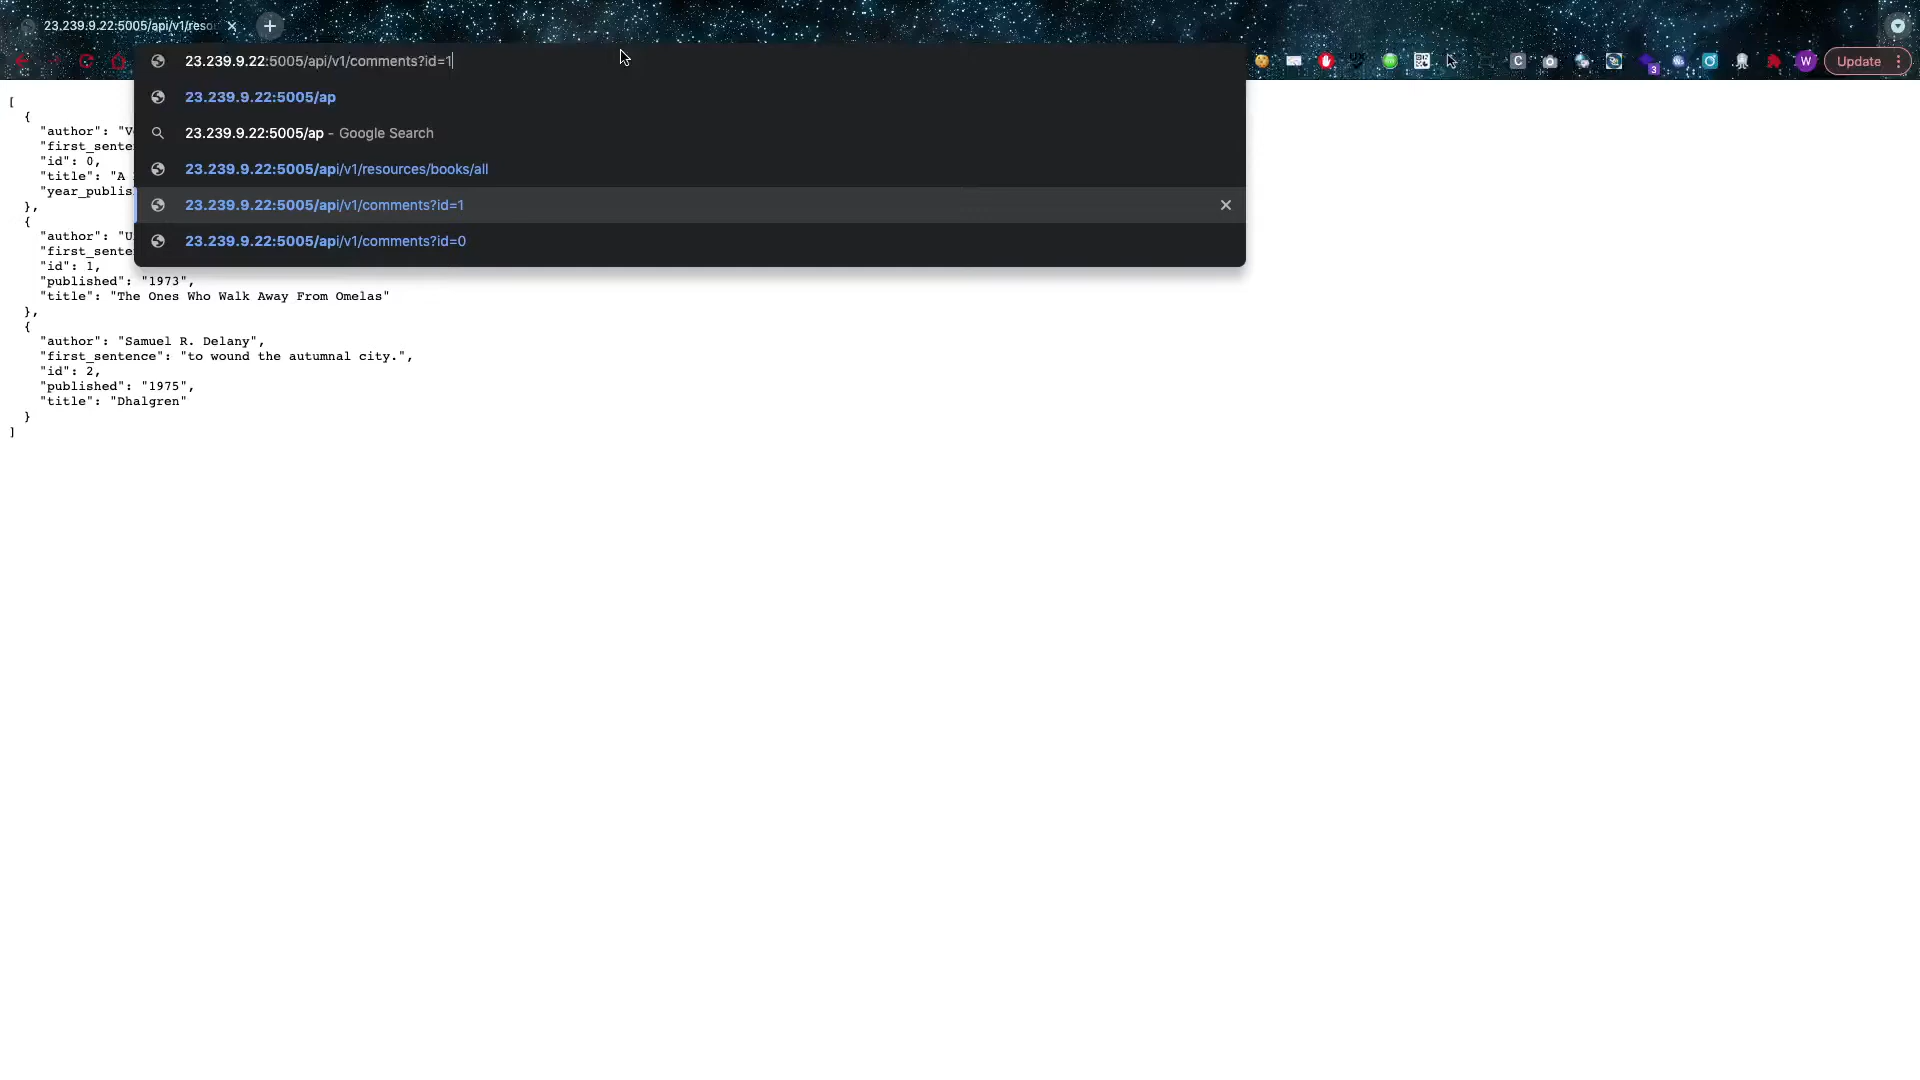 23.239.9.22:5005/api/v1/reso
23.239.9.22:5005/api/v1/comments?id=1
Update
23.239.9.22:5005/ap
23.239.9.22:5005/ap - Google Search
23.239.9.22:5005/api/v1/resources/books/all
23.239.9.22:5005/api/v1/comments?id=1
23.239.9.22:5005/api/v1/comments?id=0
[
{
"author": "V
"first_sente
"id": 0,
"title": "A
"year_publis
},
{
"author": "U
"first_sente
"id": 1,
"published": "1973",
"title": "The Ones Who Walk Away From Omelas"
},
{
"author": "Samuel R. Delany",
"first_sentence": "to wound the autumnal city.",
"id": 2,
"published": "1975",
"title": "Dhalgren"
}
]